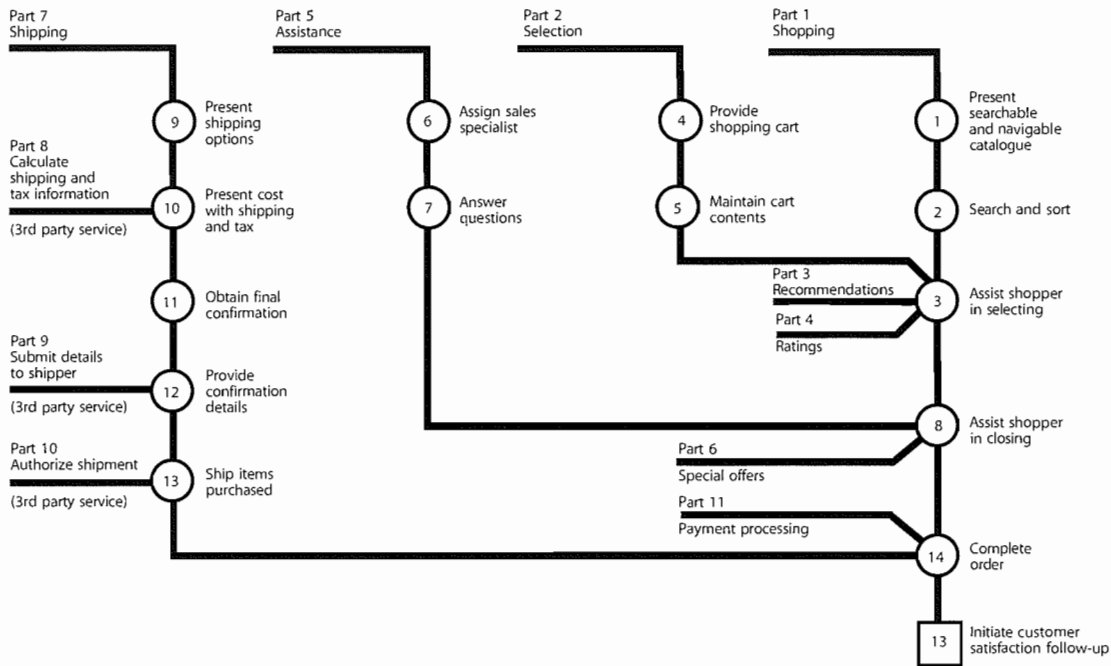 Part 7
Shipping
Part 5
Assistance
Part 2
Selection
Part 1
Shopping
9
Present
shipping
options
6
Assign sales
specialist
4
Provide
shopping cart
1
Present
searchable
and navigable
catalogue
Part 8
Calculate
shipping and
tax information
(3rd party service)
10
Present cost
with shipping
and tax
7
Answer
questions
5
Maintain cart
contents
2
Search and sort
11
Obtain final
confirmation
Part 3
Recommendations
Part 4
Ratings
3
Assist shopper
in selecting
Part 9
Submit details
to shipper
(3rd party service)
12
Provide
confirmation
details
8
Assist shopper
in closing
Part 6
Special offers
Part 10
Authorize shipment
(3rd party service)
13
Ship items
purchased
Part 11
Payment processing
14
Complete
order
13
Initiate customer
satisfaction follow-up